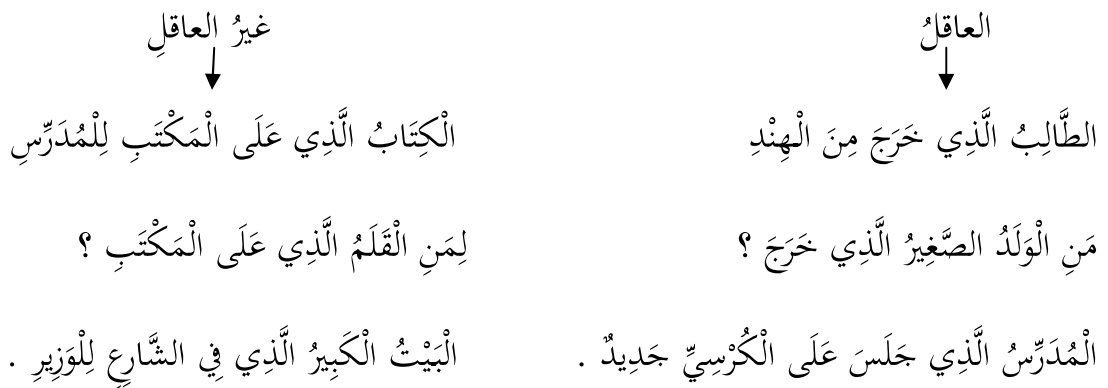 العاقلُ غيرُ العاقلِ
الطَّالِبُ الَّذِي خَرَجَ مِنَ الْهِنْدِ الْكِتَابُ الَّذِي عَلَى الْمَكْتَبِ لِلْمُدَرِّسِ
مَنِ الْوَلَدُ الصَّغِيرُ الَّذِي خَرَجَ ؟ لِمَنِ الْقَلَمُ الَّذِي عَلَى الْمَكْتَبِ ؟
الْمُدَرِّسُ الَّذِي جَلَسَ عَلَى الْكُرْسِيِّ جَدِيدٌ . الْبَيْتُ الْكَبِيرُ الَّذِي فِي الشَّارِعِ لِلْوَزِيرِ .